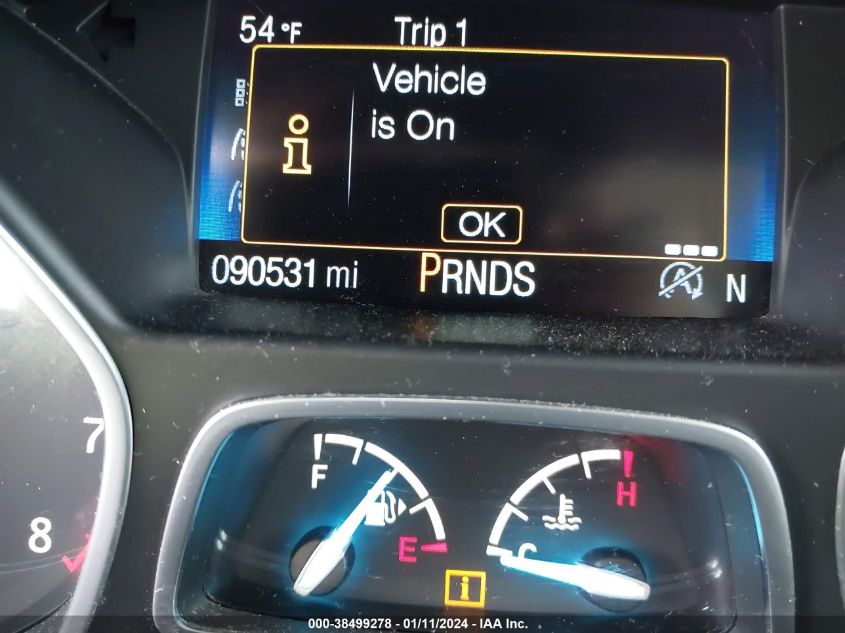 54 °F Trip 1
Vehicle
is On
OK
090531 mi PRNDS A N
7
8
F E
C H
i
000-38499278 - 01/11/2024 - IAA Inc.